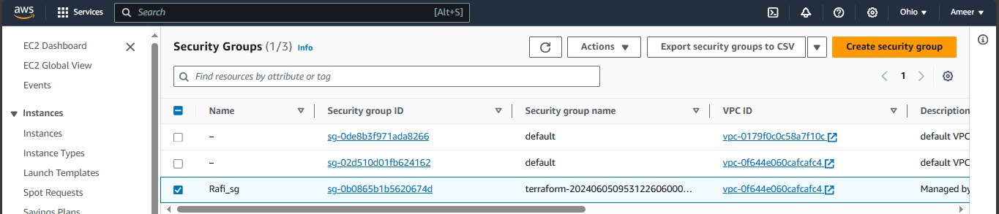 aws Services Search [Alt+S] Ohio Ameer
EC2 Dashboard
EC2 Global View
Events
Instances
Instances
Instance Types
Launch Templates
Spot Requests
Savings Plans
Security Groups (1/3) Info
Actions
Export security groups to CSV
Create security group
Find resources by attribute or tag
1
Name Security group ID Security group name VPC ID Description
– sg-0de8b3f971ada8266 default vpc-0179f0c0c58a7f10c default VPC
– sg-02d510d01fb624162 default vpc-0f644e060cafcafc4 default VPC
Rafi_sg sg-0b0865b1b5620674d terraform-202406050953122606000... vpc-0f644e060cafcafc4 Managed by